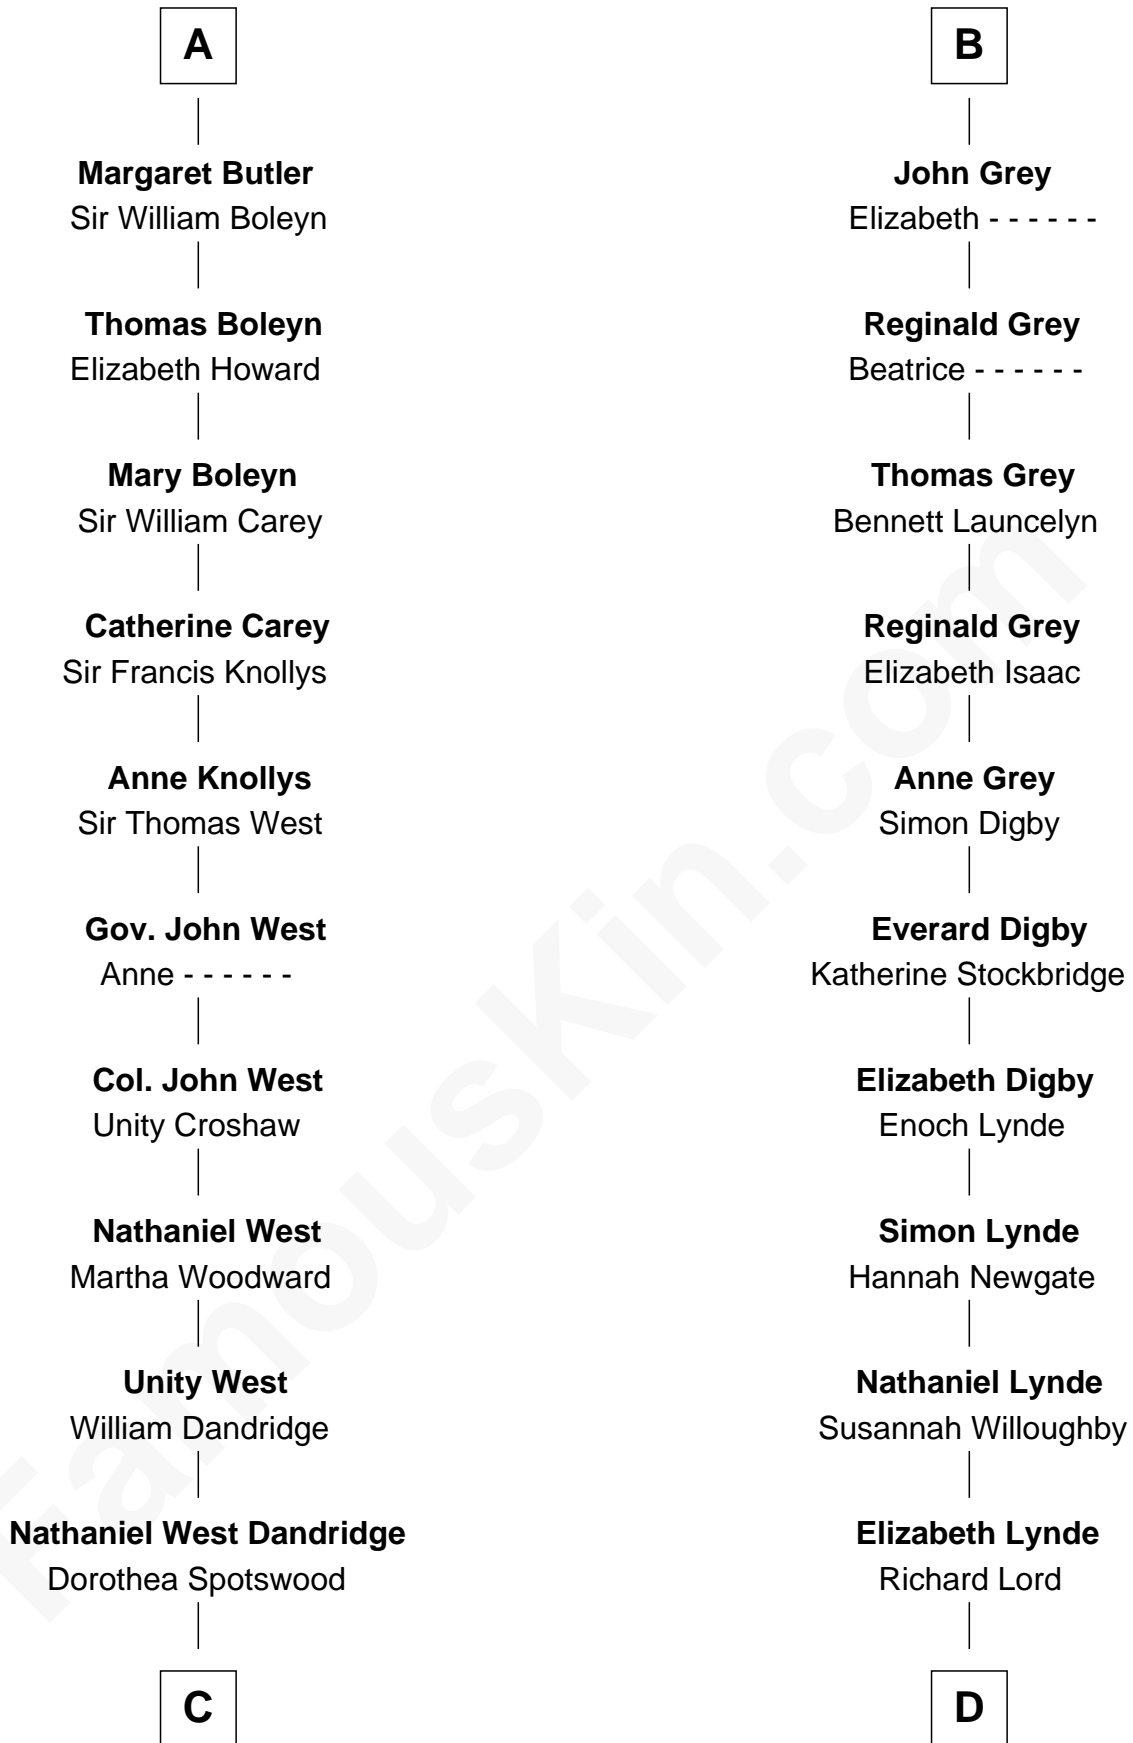 A
Margaret Butler
Sir William Boleyn
Thomas Boleyn
Elizabeth Howard
Mary Boleyn
Sir William Carey
Catherine Carey
Sir Francis Knollys
Anne Knollys
Sir Thomas West
Gov. John West
Anne - - - - - -
Col. John West
Unity Croshaw
Nathaniel West
Martha Woodward
Unity West
William Dandridge
Nathaniel West Dandridge
Dorothea Spotswood
C
B
John Grey
Elizabeth - - - - - -
Reginald Grey
Beatrice - - - - - -
Thomas Grey
Bennett Launcelyn
Reginald Grey
Elizabeth Isaac
Anne Grey
Simon Digby
Everard Digby
Katherine Stockbridge
Elizabeth Digby
Enoch Lynde
Simon Lynde
Hannah Newgate
Nathaniel Lynde
Susannah Willoughby
Elizabeth Lynde
Richard Lord
D
FamousKin.com